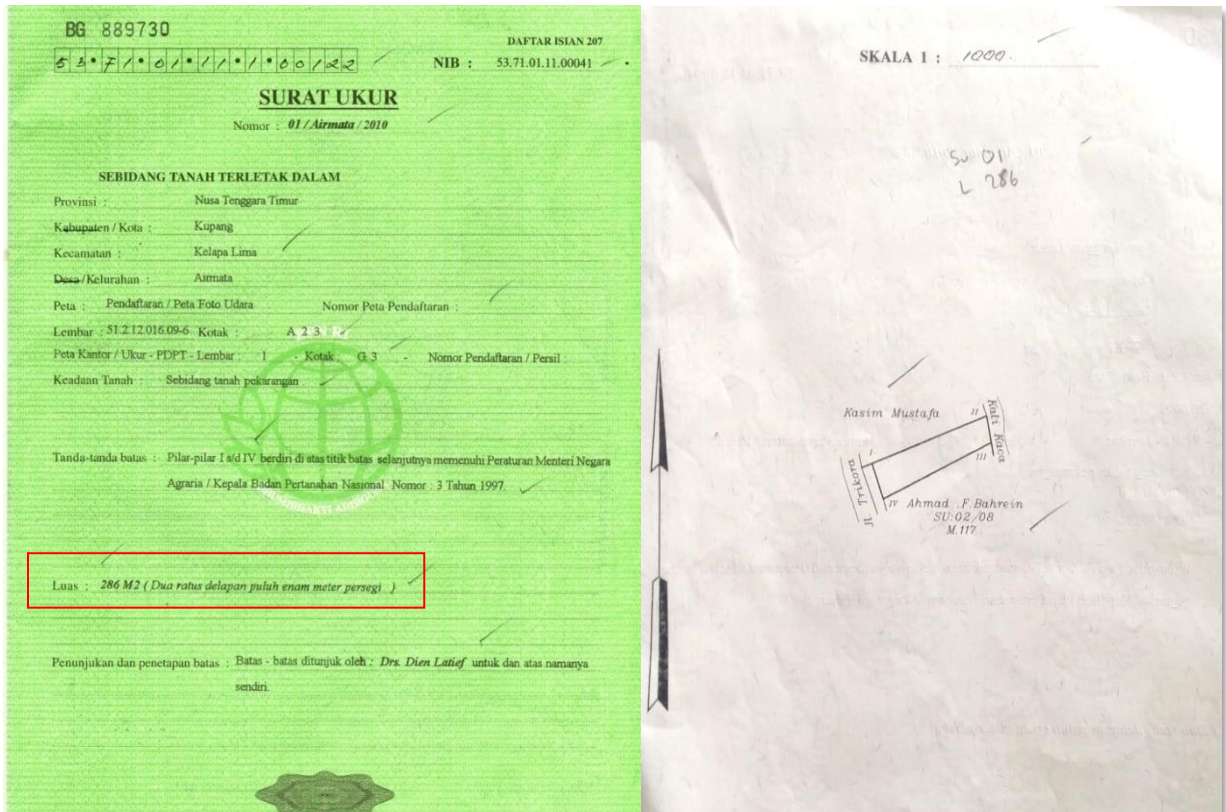 BG 889730
DAFTAR ISIAN 207
5 3 • 7 1 • 0 1 • 1 1 • 1 • 0 0 1 2 2
NIB : 53.71.01.11.00041
SURAT UKUR
Nomor : 01 / Airmata / 2010
SEBIDANG TANAH TERLETAK DALAM
Provinsi : Nusa Tenggara Timur
Kabupaten / Kota : Kupang
Kecamatan : Kelapa Lima
Desa /Kelurahan : Airmata
Peta : Pendaftaran / Peta Foto Udara Nomor Peta Pendaftaran :
Lembar : 51.2.12.016.09-6 Kotak : A 2 3
Peta Kantor / Ukur - PDPT - Lembar : 1 - Kotak : G 3 - Nomor Pendaftaran / Persil :
Keadaan Tanah : Sebidang tanah pekarangan
Tanda-tanda batas : Pilar-pilar I s/d IV berdiri di atas titik batas selanjutnya memenuhi Peraturan Menteri Negara
Agraria / Kepala Badan Pertanahan Nasional Nomor : 3 Tahun 1997.
Luas : 286 M2 ( Dua ratus delapan puluh enam meter persegi )
Penunjukan dan penetapan batas : Batas - batas ditunjuk oleh : Drs. Dien Latief untuk dan atas namanya
sendiri.
SKALA 1 : 1000.
SU 01
L 286
Kasim Mustafa
II
Kali Kaca
I
III
Jl. Trikora
IV Ahmad .F.Bahrein
SU:02/08
M.117